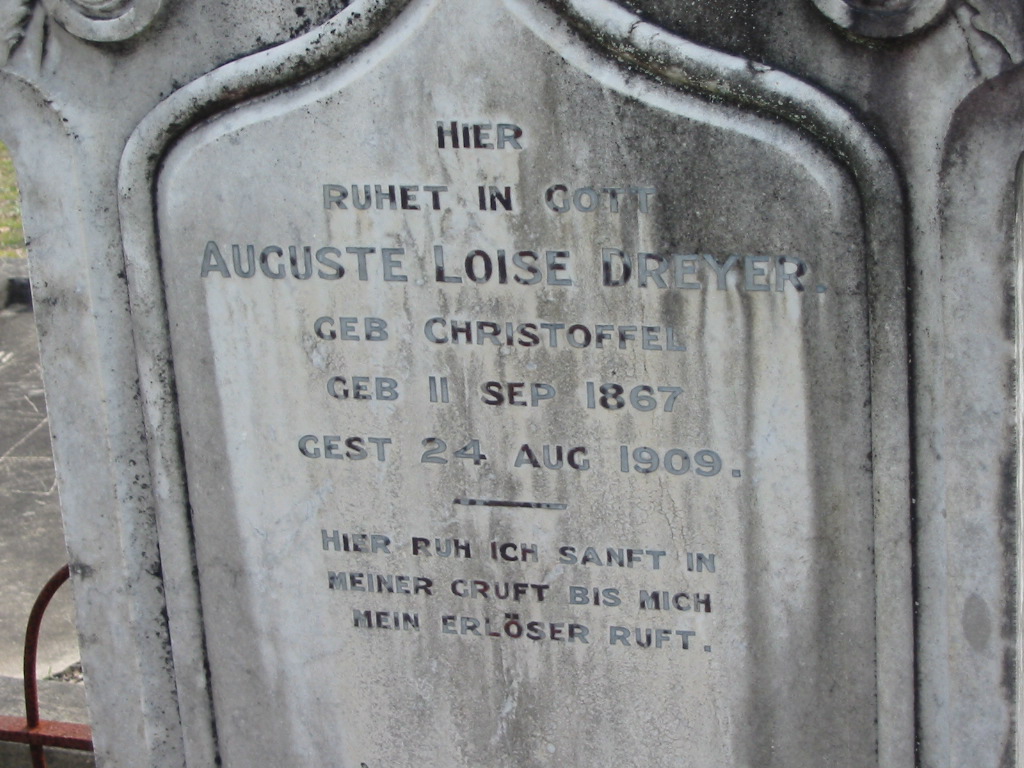 HIER
RUHET IN GOTT
AUGUSTE LOISE DREYER.
GEB CHRISTOFFEL
GEB 11 SEP 1867
GEST 24 AUG 1909.
HIER RUH ICH SANFT IN
MEINER GRUFT BIS MICH
MEIN ERLÖSER RUFT.